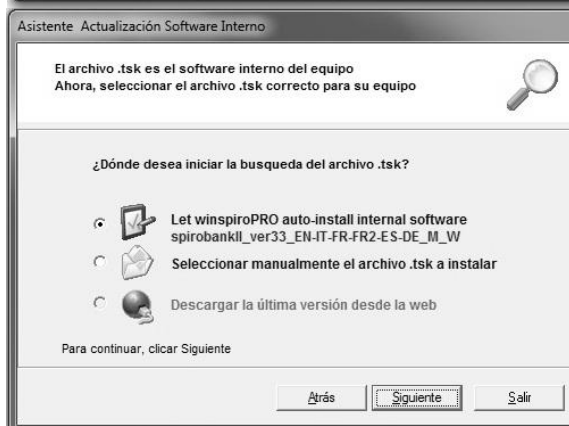 Asistente Actualización Software Interno
El archivo .tsk es el software interno del equipo
Ahora, seleccionar el archivo .tsk correcto para su equipo
¿Dónde desea iniciar la busqueda del archivo .tsk?
Let winspiroPRO auto-install internal software
spirobankII_ver33_EN-IT-FR-FR2-ES-DE_M_W
Seleccionar manualmente el archivo .tsk a instalar
Descargar la última versión desde la web
Para continuar, clicar Siguiente
Atrás Siguiente Salir